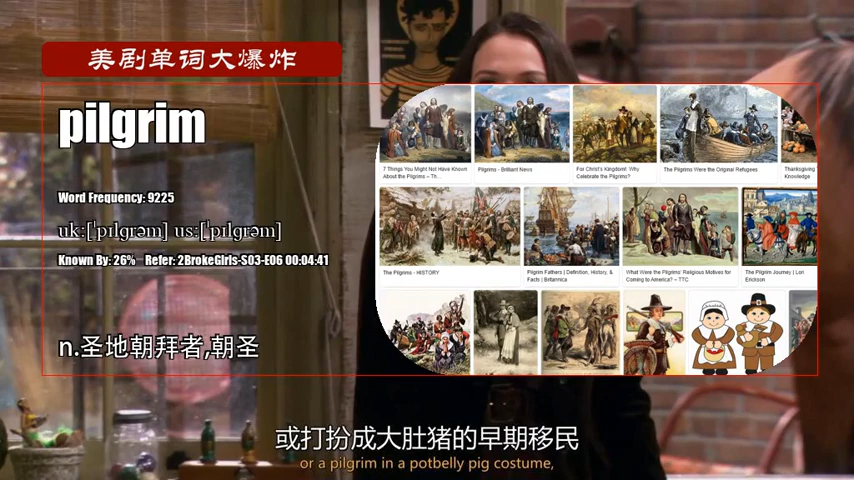 美剧单词大爆炸
pilgrim
Word Frequency: 9225
uk:[ˈpɪlɡrəm] us:[ˈpɪlɡrəm]
Known By: 26% Refer: 2BrokeGirls-S03-E06 00:04:41
n.圣地朝拜者,朝圣
7 Things You Might Not Have Known
About the Pilgrims – Th...
Pilgrims - Brilliant News
For Christ's Kingdom!: Why
Celebrate the Pilgrims?
The Pilgrims Were the Original Refugees
Thanksgiving
Knowledge
The Pilgrims - HISTORY
Pilgrim Fathers | Definition, History, &
Facts | Britannica
What Were the Pilgrims' Religious Motives for
Coming to America? – TTC
The Pilgrim Journey | Lori
Erickson
或打扮成大肚猪的早期移民
or a pilgrim in a potbelly pig costume,